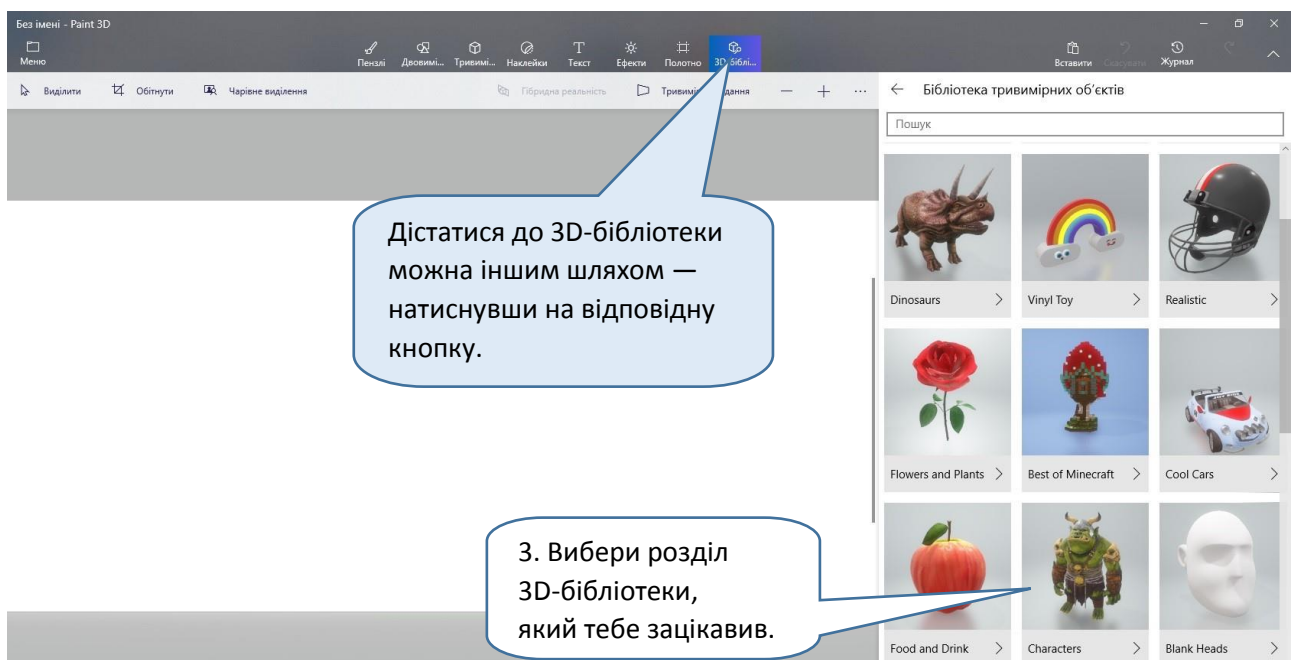 Без імені - Paint 3D
Меню
Пензлі
Двовимі...
Тривимі...
Наклейки
Текст
Ефекти
Полотно
3D-біблі...
Вставити
Скасувати
Журнал
Виділити
Обітнути
Чарівне виділення
Гібридна реальність
Тривимі
дання
Бібліотека тривимірних об’єктів
Пошук
Дістатися до 3D-бібліотеки
можна іншим шляхом —
натиснувши на відповідну
кнопку.
Dinosaurs
Vinyl Toy
Realistic
Flowers and Plants
Best of Minecraft
Cool Cars
3. Вибери розділ
3D-бібліотеки,
який тебе зацікавив.
Food and Drink
Characters
Blank Heads